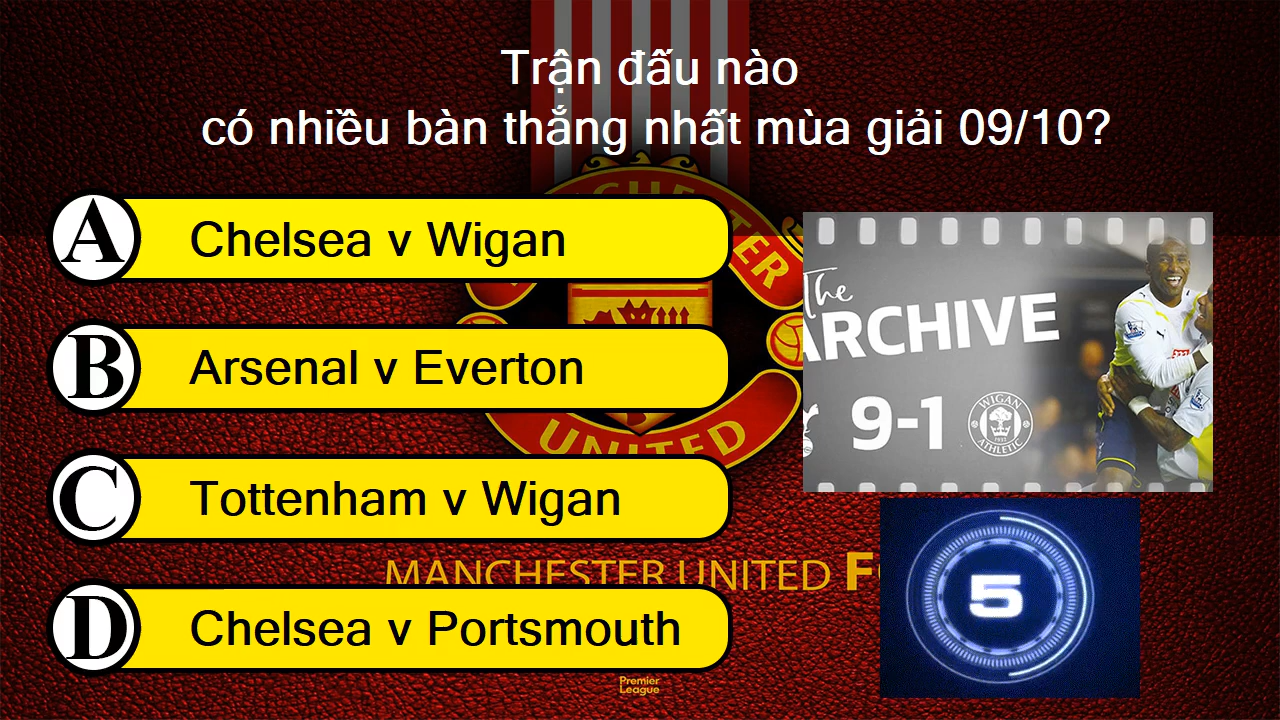 Trận đấu nào
có nhiều bàn thắng nhất mùa giải 09/10?
A Chelsea v Wigan
B Arsenal v Everton
C Tottenham v Wigan
D Chelsea v Portsmouth
The
ARCHIVE
9-1
WIGAN
ATHLETIC
5
UNITED
MANCHESTER UNITED
Premier
League